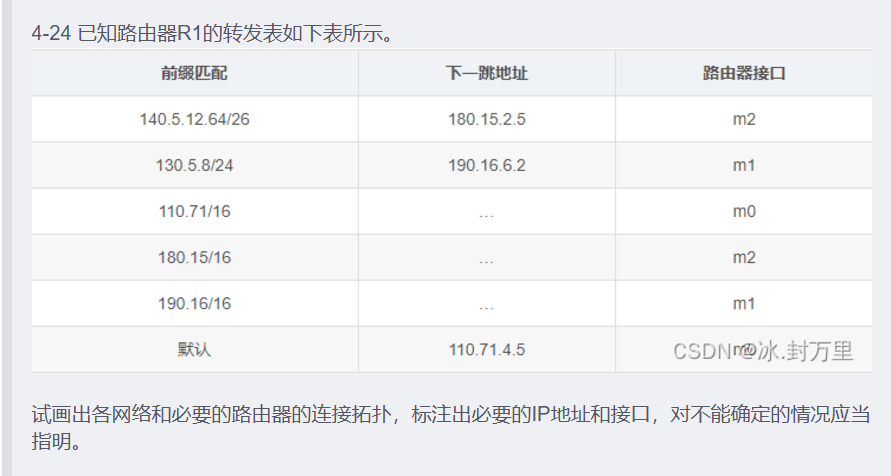 4-24 已知路由器R1的转发表如下表所示。
前缀匹配 下一跳地址 路由器接口
140.5.12.64/26 180.15.2.5 m2
130.5.8/24 190.16.6.2 m1
110.71/16 … m0
180.15/16 … m2
190.16/16 … m1
默认 110.71.4.5 m0
CSDN @冰.封万里
试画出各网络和必要的路由器的连接拓扑，标注出必要的IP地址和接口，对不能确定的情况应当
指明。